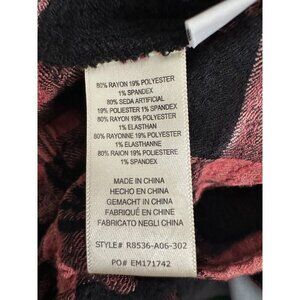 80% RAYON 19% POLYESTER
1% SPANDEX
80% SEDA ARTIFICIAL
19% POLIESTER 1% SPANDEX
80% RAYON 19% POLYESTER
1% ELASTHAN
80% RAYONNE 19% POLYESTER
1% ELASTHANNE
80% RAION 19% POLIESTERE
1% SPANDEX
MADE IN CHINA
HECHO EN CHINA
GEMACHT IN CHINA
FABRIQUÉ EN CHINE
FABRICATO NEGLI CHINA
STYLE# R8536-A06-302
PO# EM171742